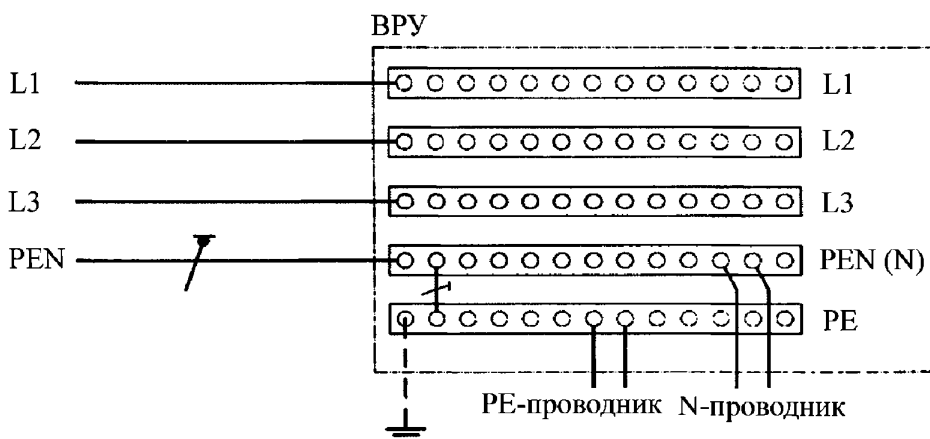 ВРУ
L1 L1
L2 L2
L3 L3
PEN PEN (N)
PE
PE-проводник N-проводник